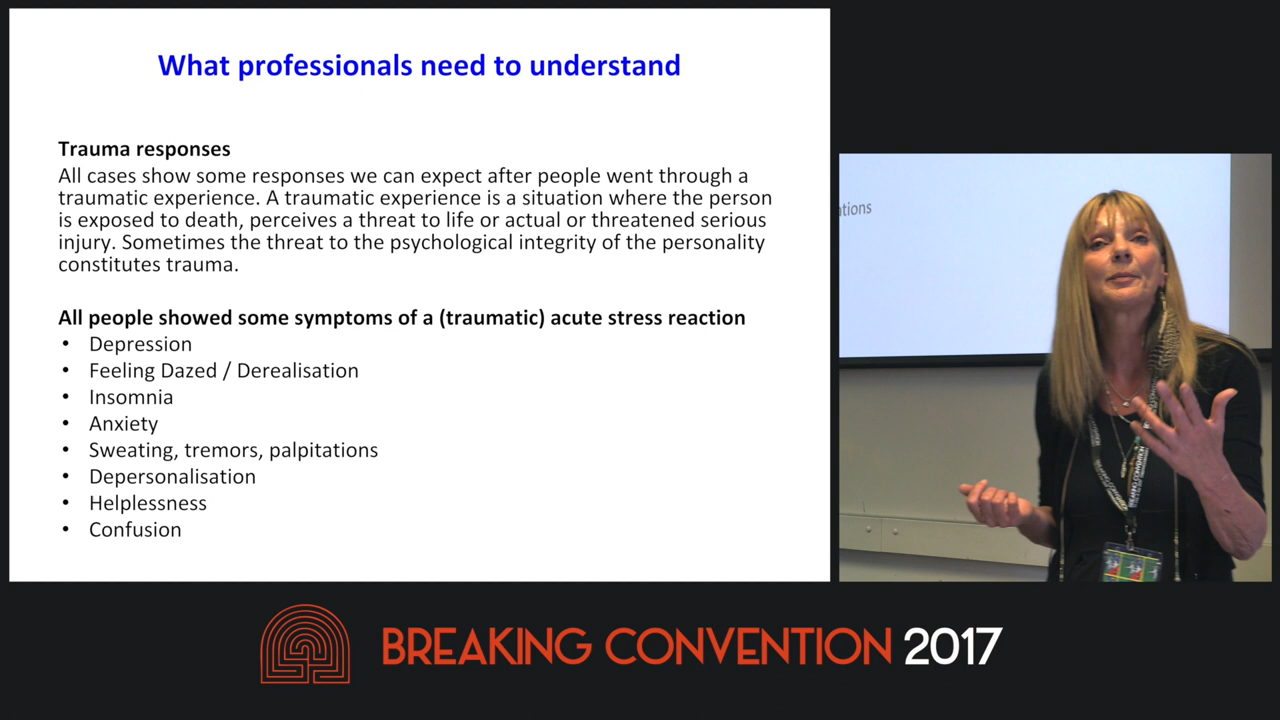 What professionals need to understand
Trauma responses
All cases show some responses we can expect after people went through a
traumatic experience. A traumatic experience is a situation where the person
is exposed to death, perceives a threat to life or actual or threatened serious
injury. Sometimes the threat to the psychological integrity of the personality
constitutes trauma.
All people showed some symptoms of a (traumatic) acute stress reaction
• Depression
• Feeling Dazed / Derealisation
• Insomnia
• Anxiety
• Sweating, tremors, palpitations
• Depersonalisation
• Helplessness
• Confusion
ations
BREAKING CONVENTION
BREAKING CONVENTION 2017